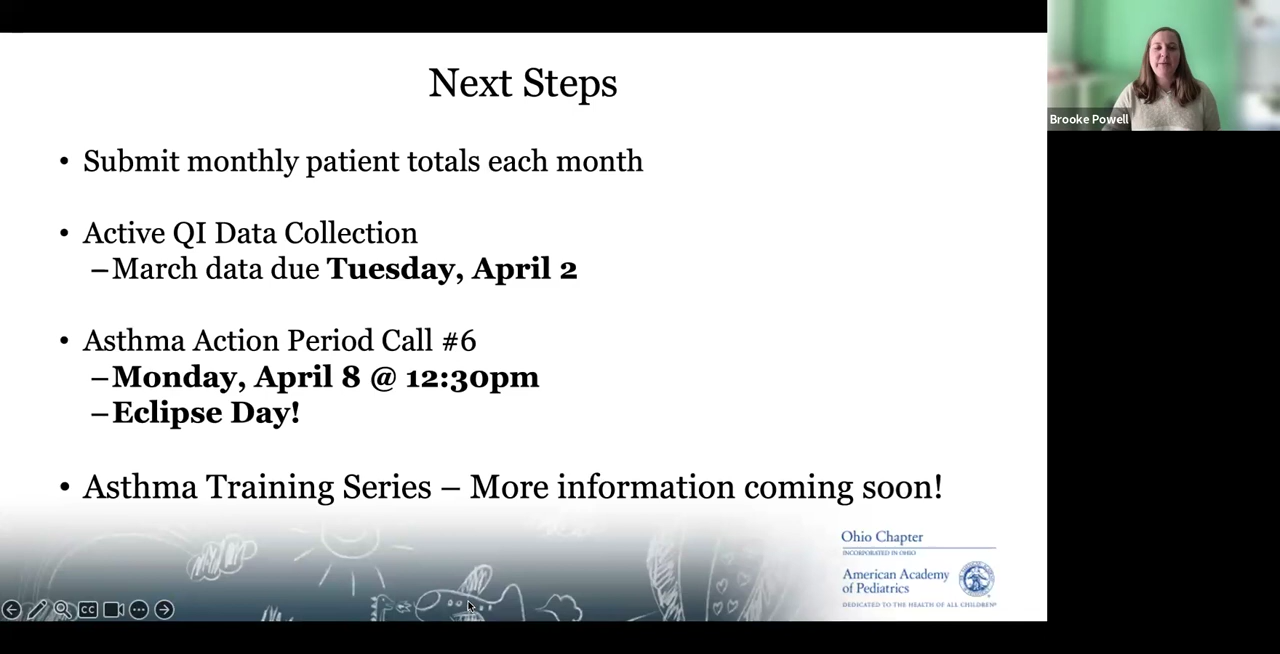 Next Steps
Brooke Powell
• Submit monthly patient totals each month
• Active QI Data Collection
–March data due Tuesday, April 2
• Asthma Action Period Call #6
–Monday, April 8 @ 12:30pm
–Eclipse Day!
• Asthma Training Series – More information coming soon!
Ohio Chapter
INCORPORATED IN OHIO
American Academy
of Pediatrics
DEDICATED TO THE HEALTH OF ALL CHILDREN®
CC